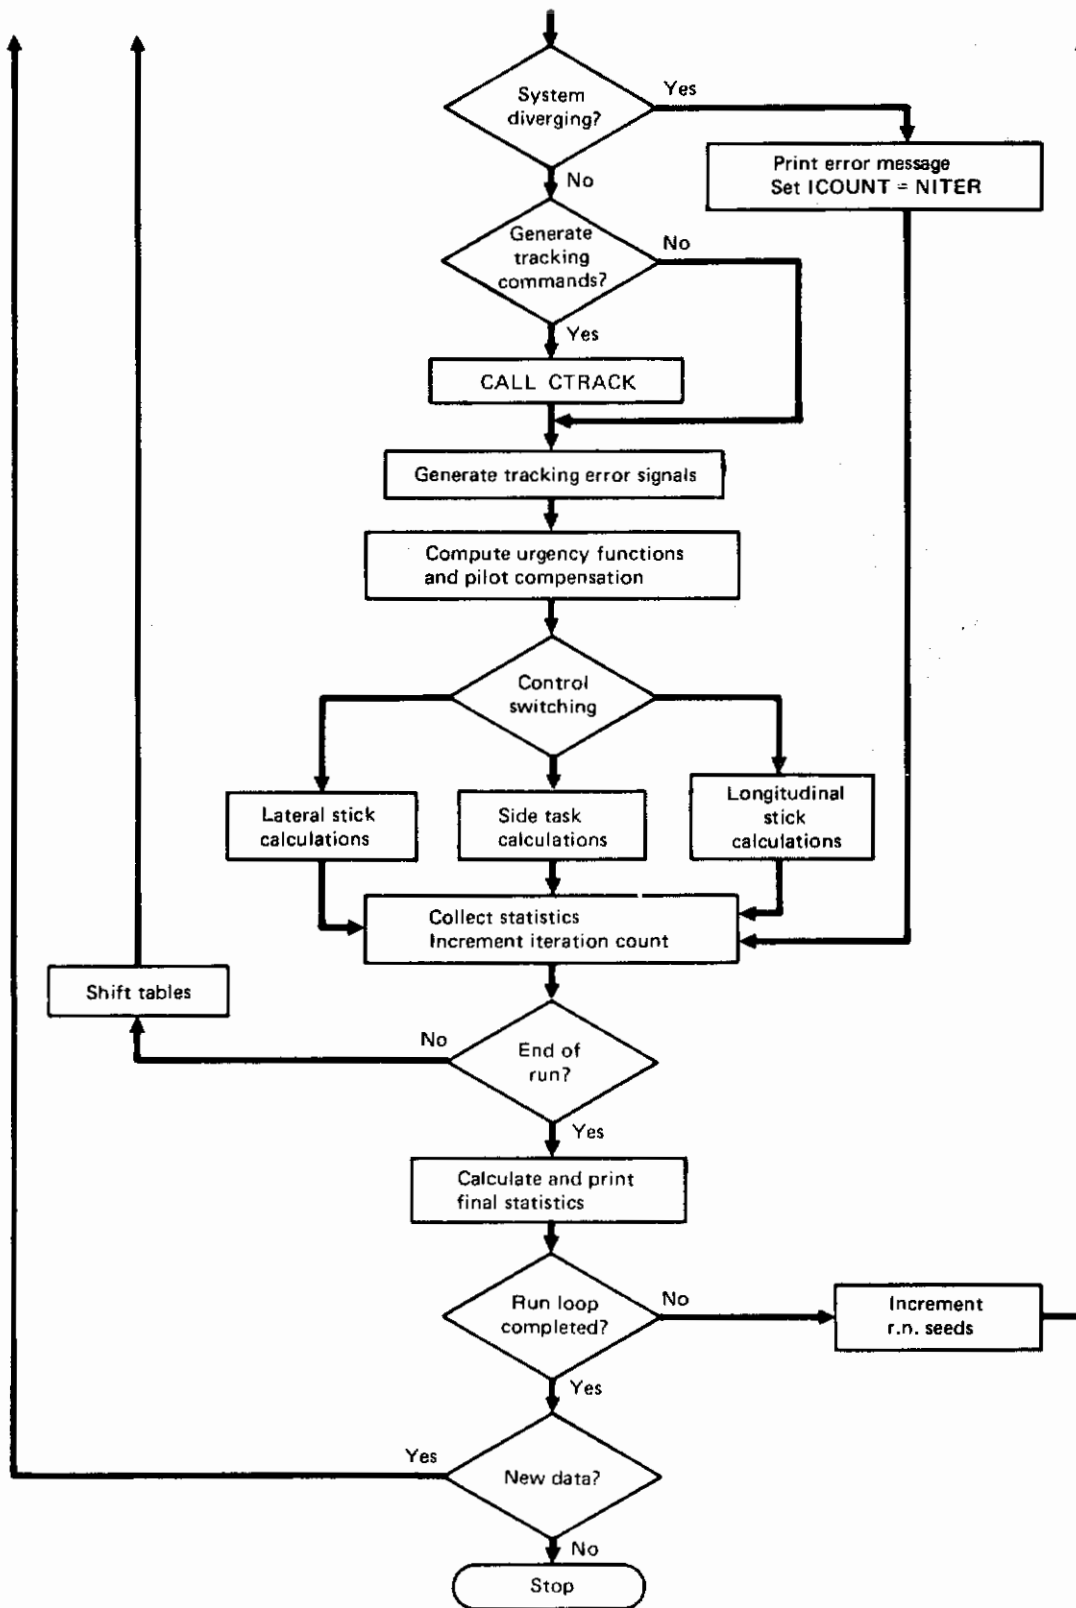 System
diverging?
Yes
Print error message
Set ICOUNT = NITER
No
Generate
tracking
commands?
No
Yes
CALL CTRACK
Generate tracking error signals
Compute urgency functions
and pilot compensation
Control
switching
Lateral stick
calculations
Side task
calculations
Longitudinal
stick
calculations
Collect statistics
Increment iteration count
Shift tables
No
End of
run?
Yes
Calculate and print
final statistics
Run loop
completed?
No
Increment
r.n. seeds
Yes
Yes
New data?
No
Stop